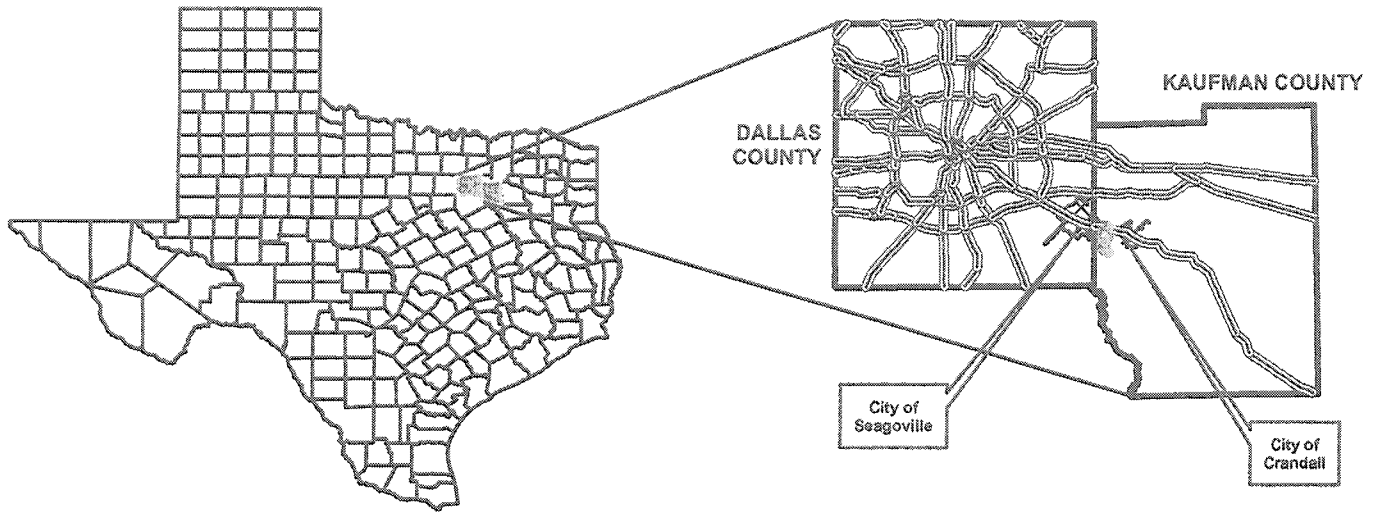 KAUFMAN COUNTY
DALLAS
COUNTY
City of
Seagoville
City of
Crandall